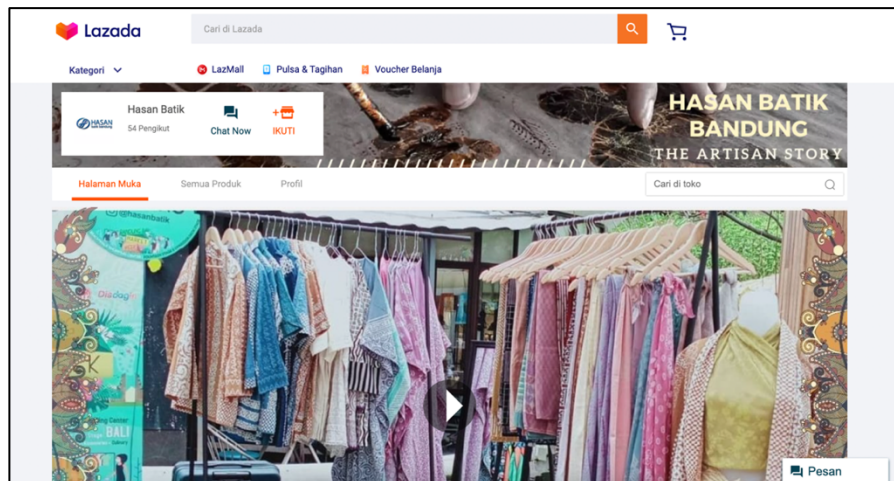 Lazada
Cari di Lazada
Kategori
LazMall
Pulsa & Tagihan
Voucher Belanja
Hasan Batik
54 Pengikut
Chat Now
IKUTI
HASAN
HASAN BATIK
BANDUNG
THE ARTISAN STORY
Halaman Muka
Semua Produk
Profil
Cari di toko
@hasanbatik
BALI
Pesan